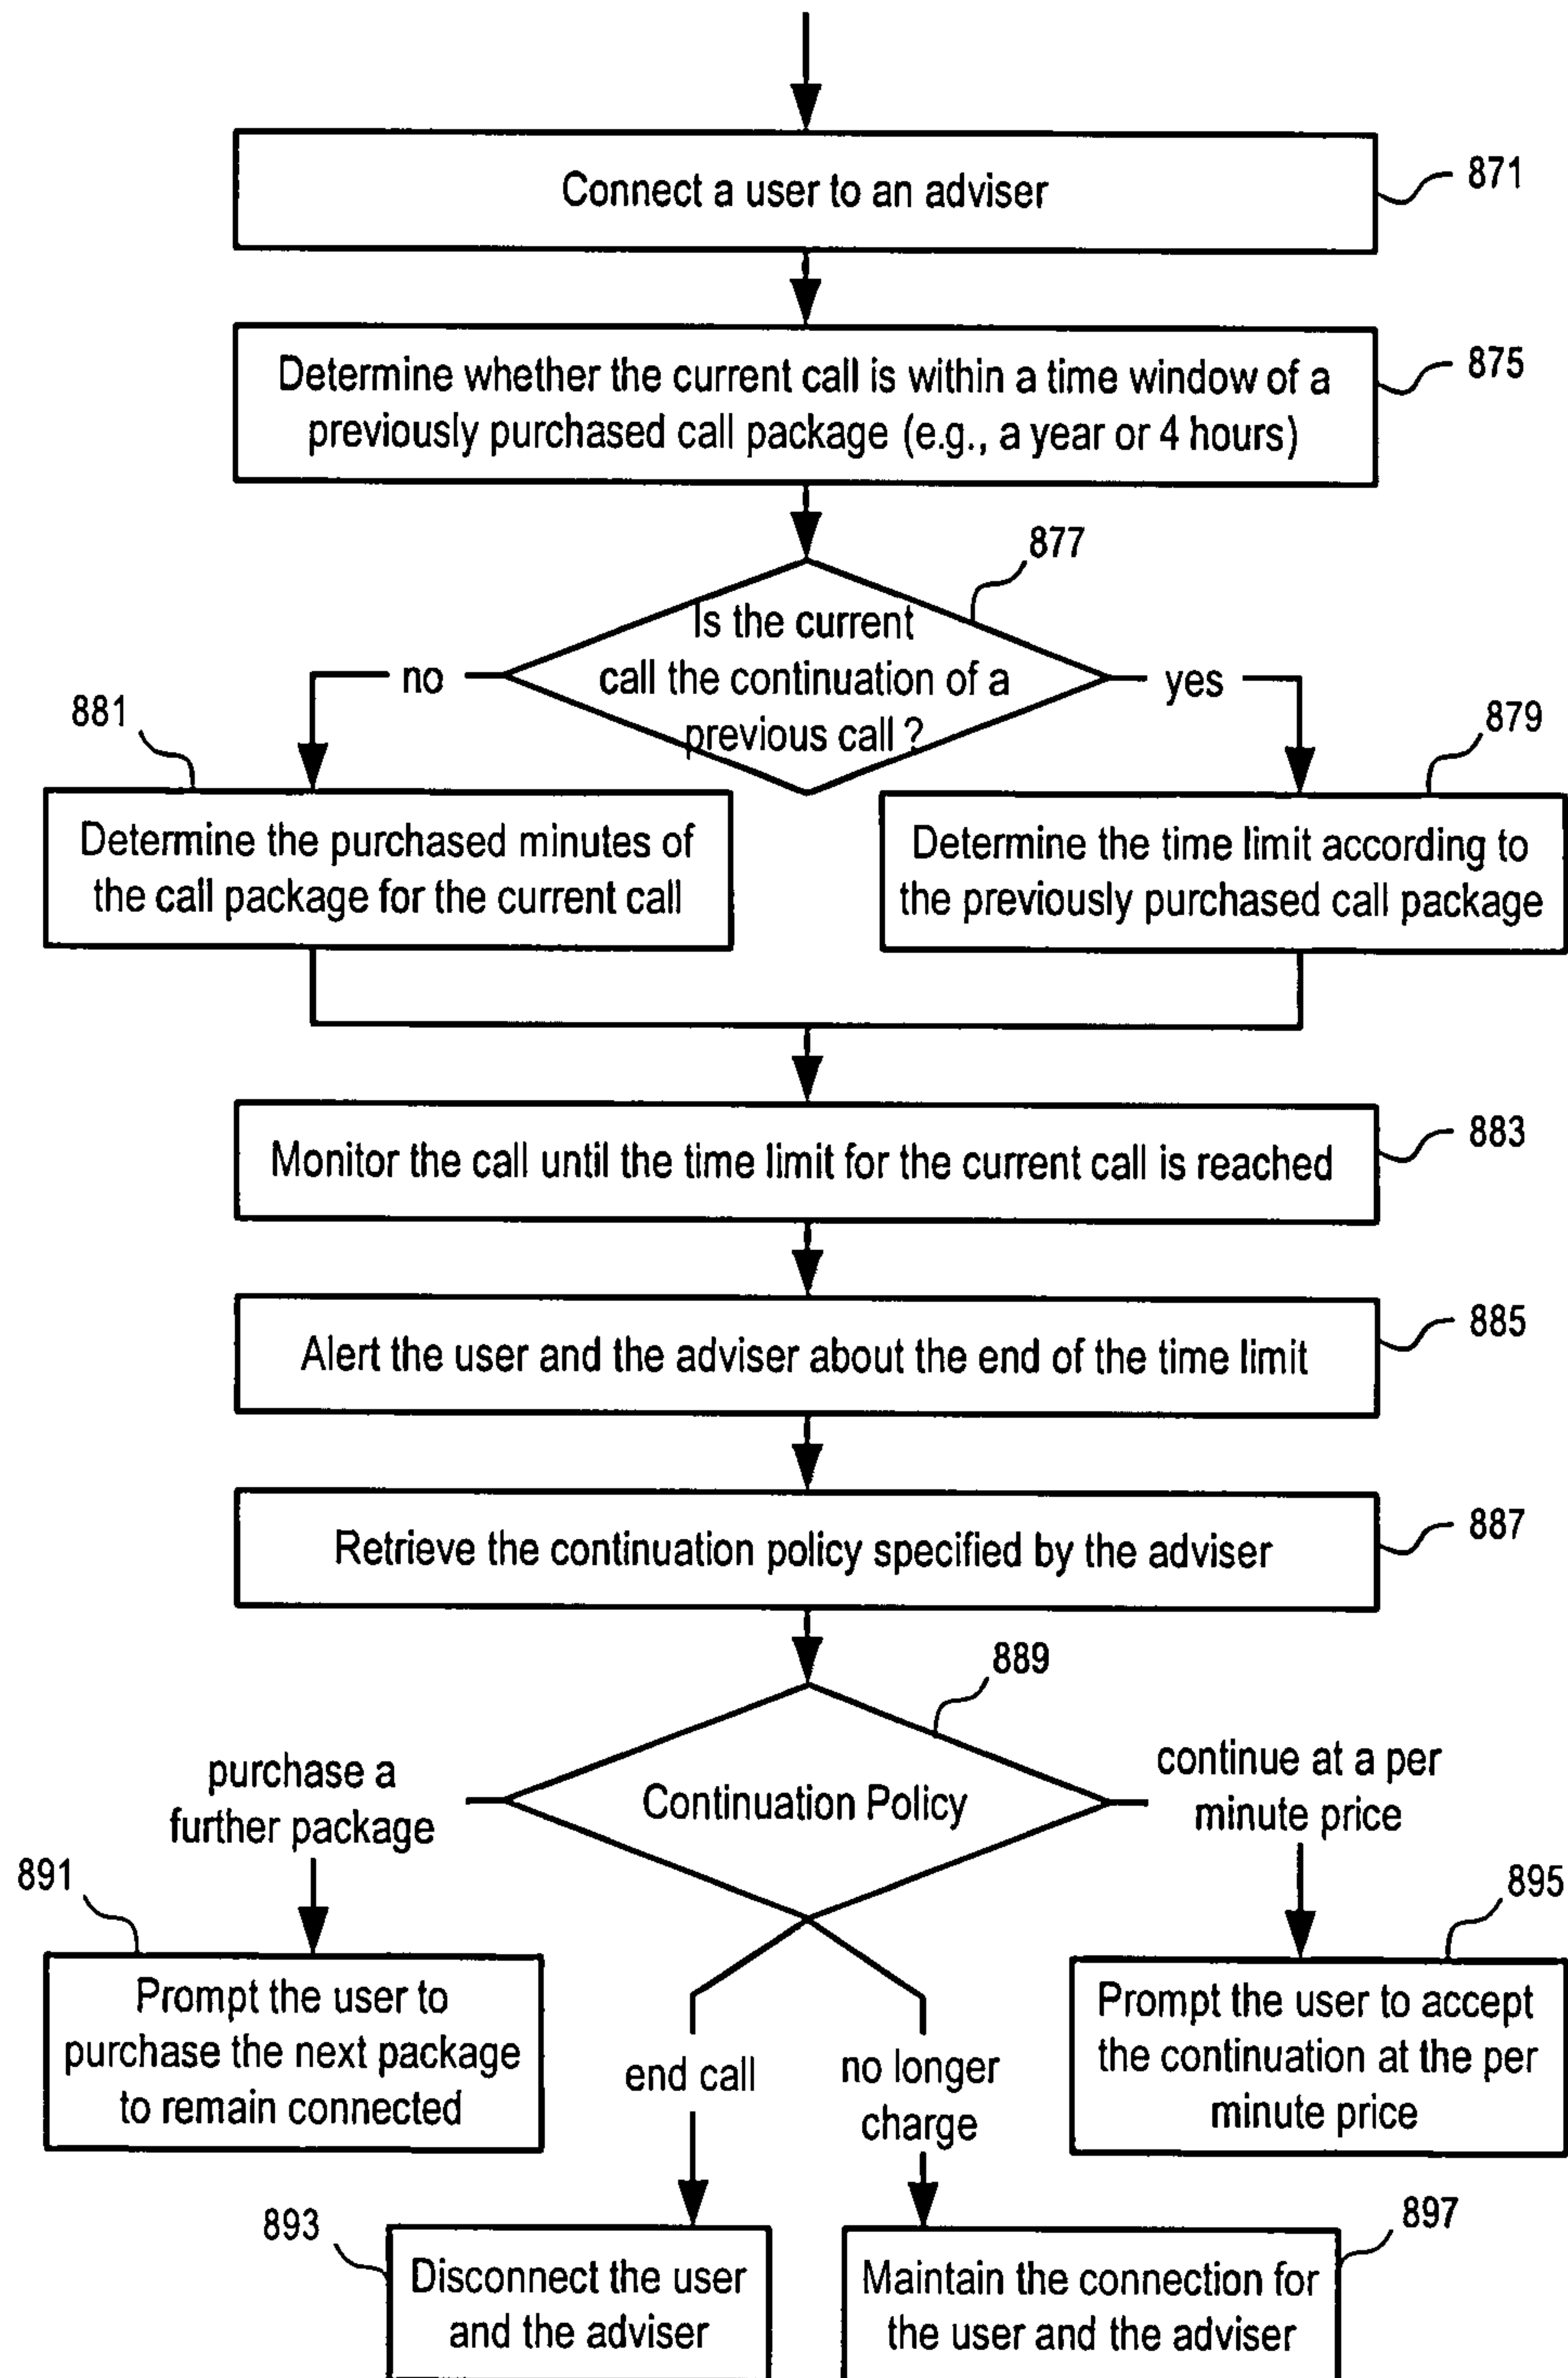 Connect a user to an adviser
871
Determine whether the current call is within a time window of a
previously purchased call package (e.g., a year or 4 hours)
875
877
Is the current
call the continuation of a
previous call ?
no
yes
881
879
Determine the purchased minutes of
the call package for the current call
Determine the time limit according to
the previously purchased call package
Monitor the call until the time limit for the current call is reached
883
Alert the user and the adviser about the end of the time limit
885
Retrieve the continuation policy specified by the adviser
887
889
Continuation Policy
purchase a
further package
continue at a per
minute price
891
895
Prompt the user to
purchase the next package
to remain connected
Prompt the user to accept
the continuation at the per
minute price
end call
no longer
charge
893
897
Disconnect the user
and the adviser
Maintain the connection for
the user and the adviser